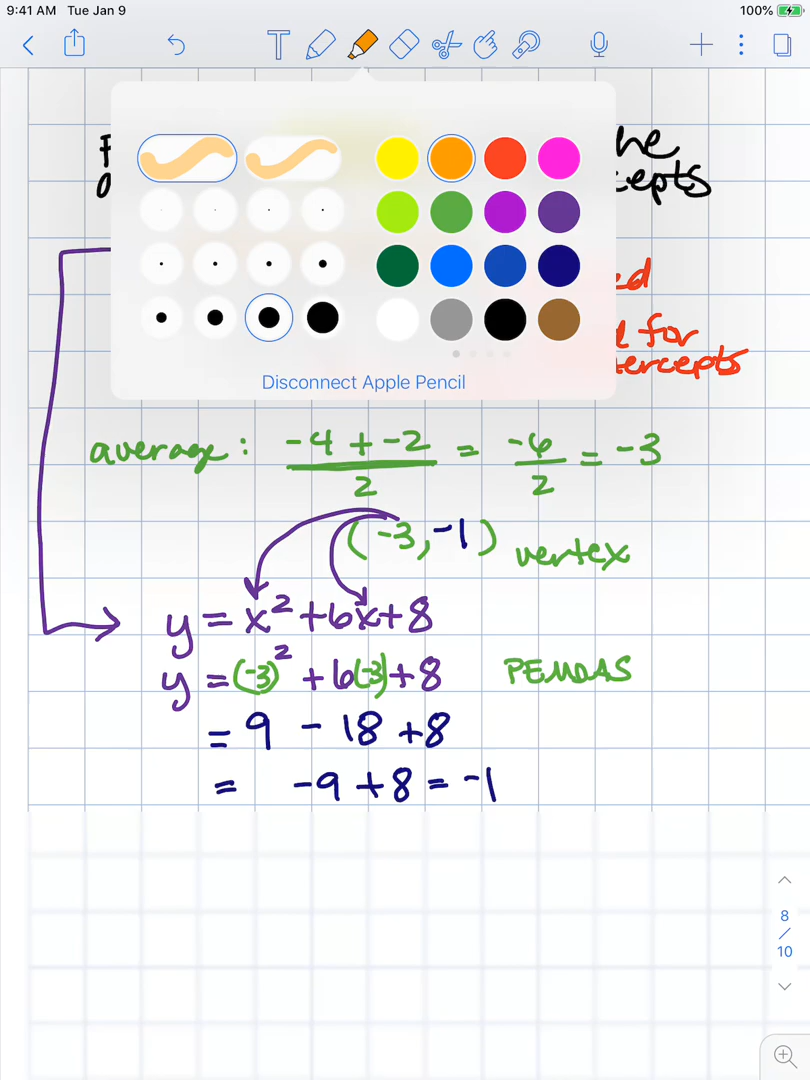 9:41 AM Tue Jan 9 100%
he
cepts
Disconnect Apple Pencil
for
tercepts
average: -4 + -2 / 2 = -6 / 2 = -3
(-3, -1) vertex
y = x² + 6x + 8
y = (-3)² + 6(-3) + 8 PEMDAS
= 9 - 18 + 8
= -9 + 8 = -1
8
/
10